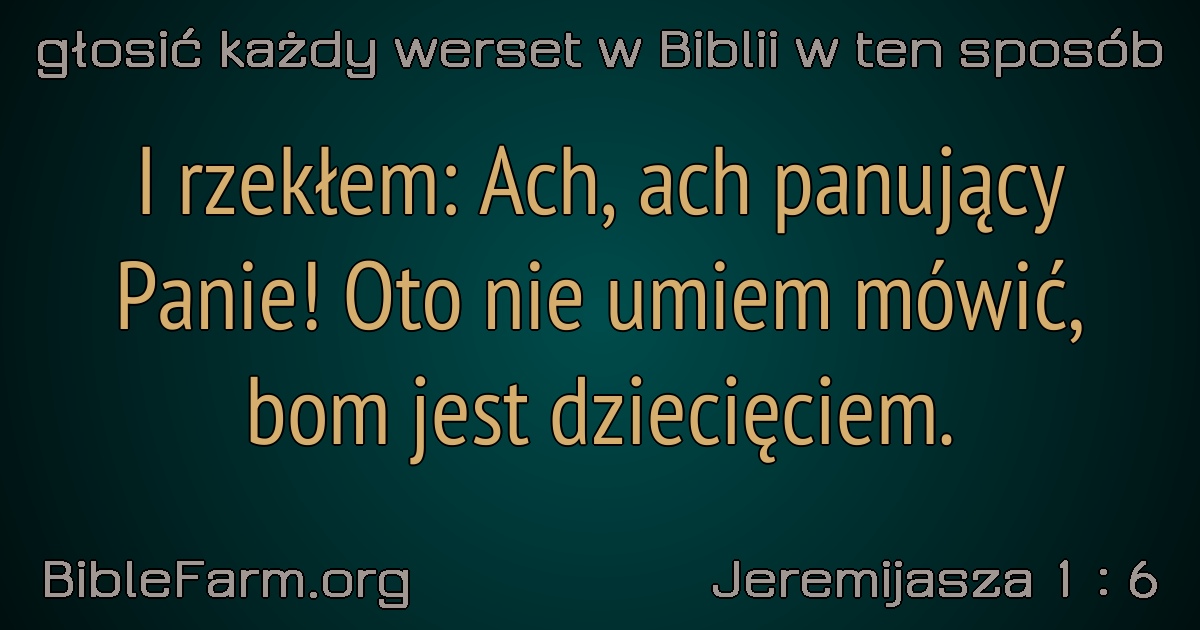 głosić każdy werset w Biblii w ten sposób
I rzekłem: Ach, ach panujący
Panie! Oto nie umiem mówić,
bom jest dziecięciem.
BibleFarm.org
Jeremijasza 1 : 6